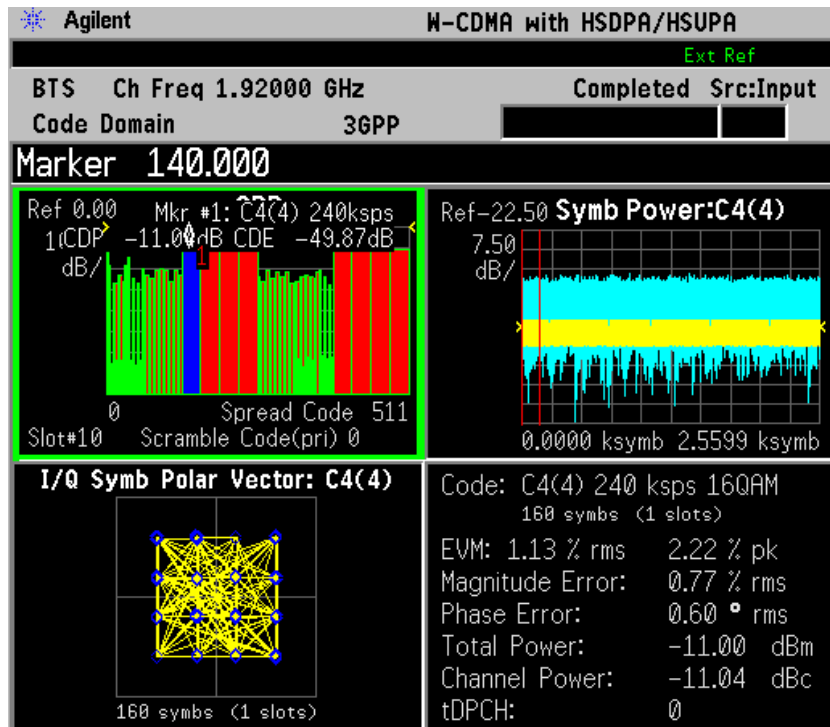 Agilent W-CDMA with HSDPA/HSUPA
Ext Ref
BTS Ch Freq 1.92000 GHz Completed Src:Input
Code Domain 3GPP
Marker 140.000
Ref 0.00 Mkr #1: C4(4) 240ksps
CDP dB CDE -49.87dB
dB/
1
0 Spread Code 511
Slot#10 Scramble Code(pri) 0
Ref-22.50 Symb Power:C4(4)
7.50
dB/
0.0000 ksymb 2.5599 ksymb
I/Q Symb Polar Vector: C4(4)
160 symbs (1 slots)
Code: C4(4) 240 ksps 16QAM
160 symbs (1 slots)
EVM: 1.13 % rms 2.22 % pk
Magnitude Error: 0.77 % rms
Phase Error: 0.60 ° rms
Total Power: -11.00 dBm
Channel Power: -11.04 dBc
tDPCH: 0